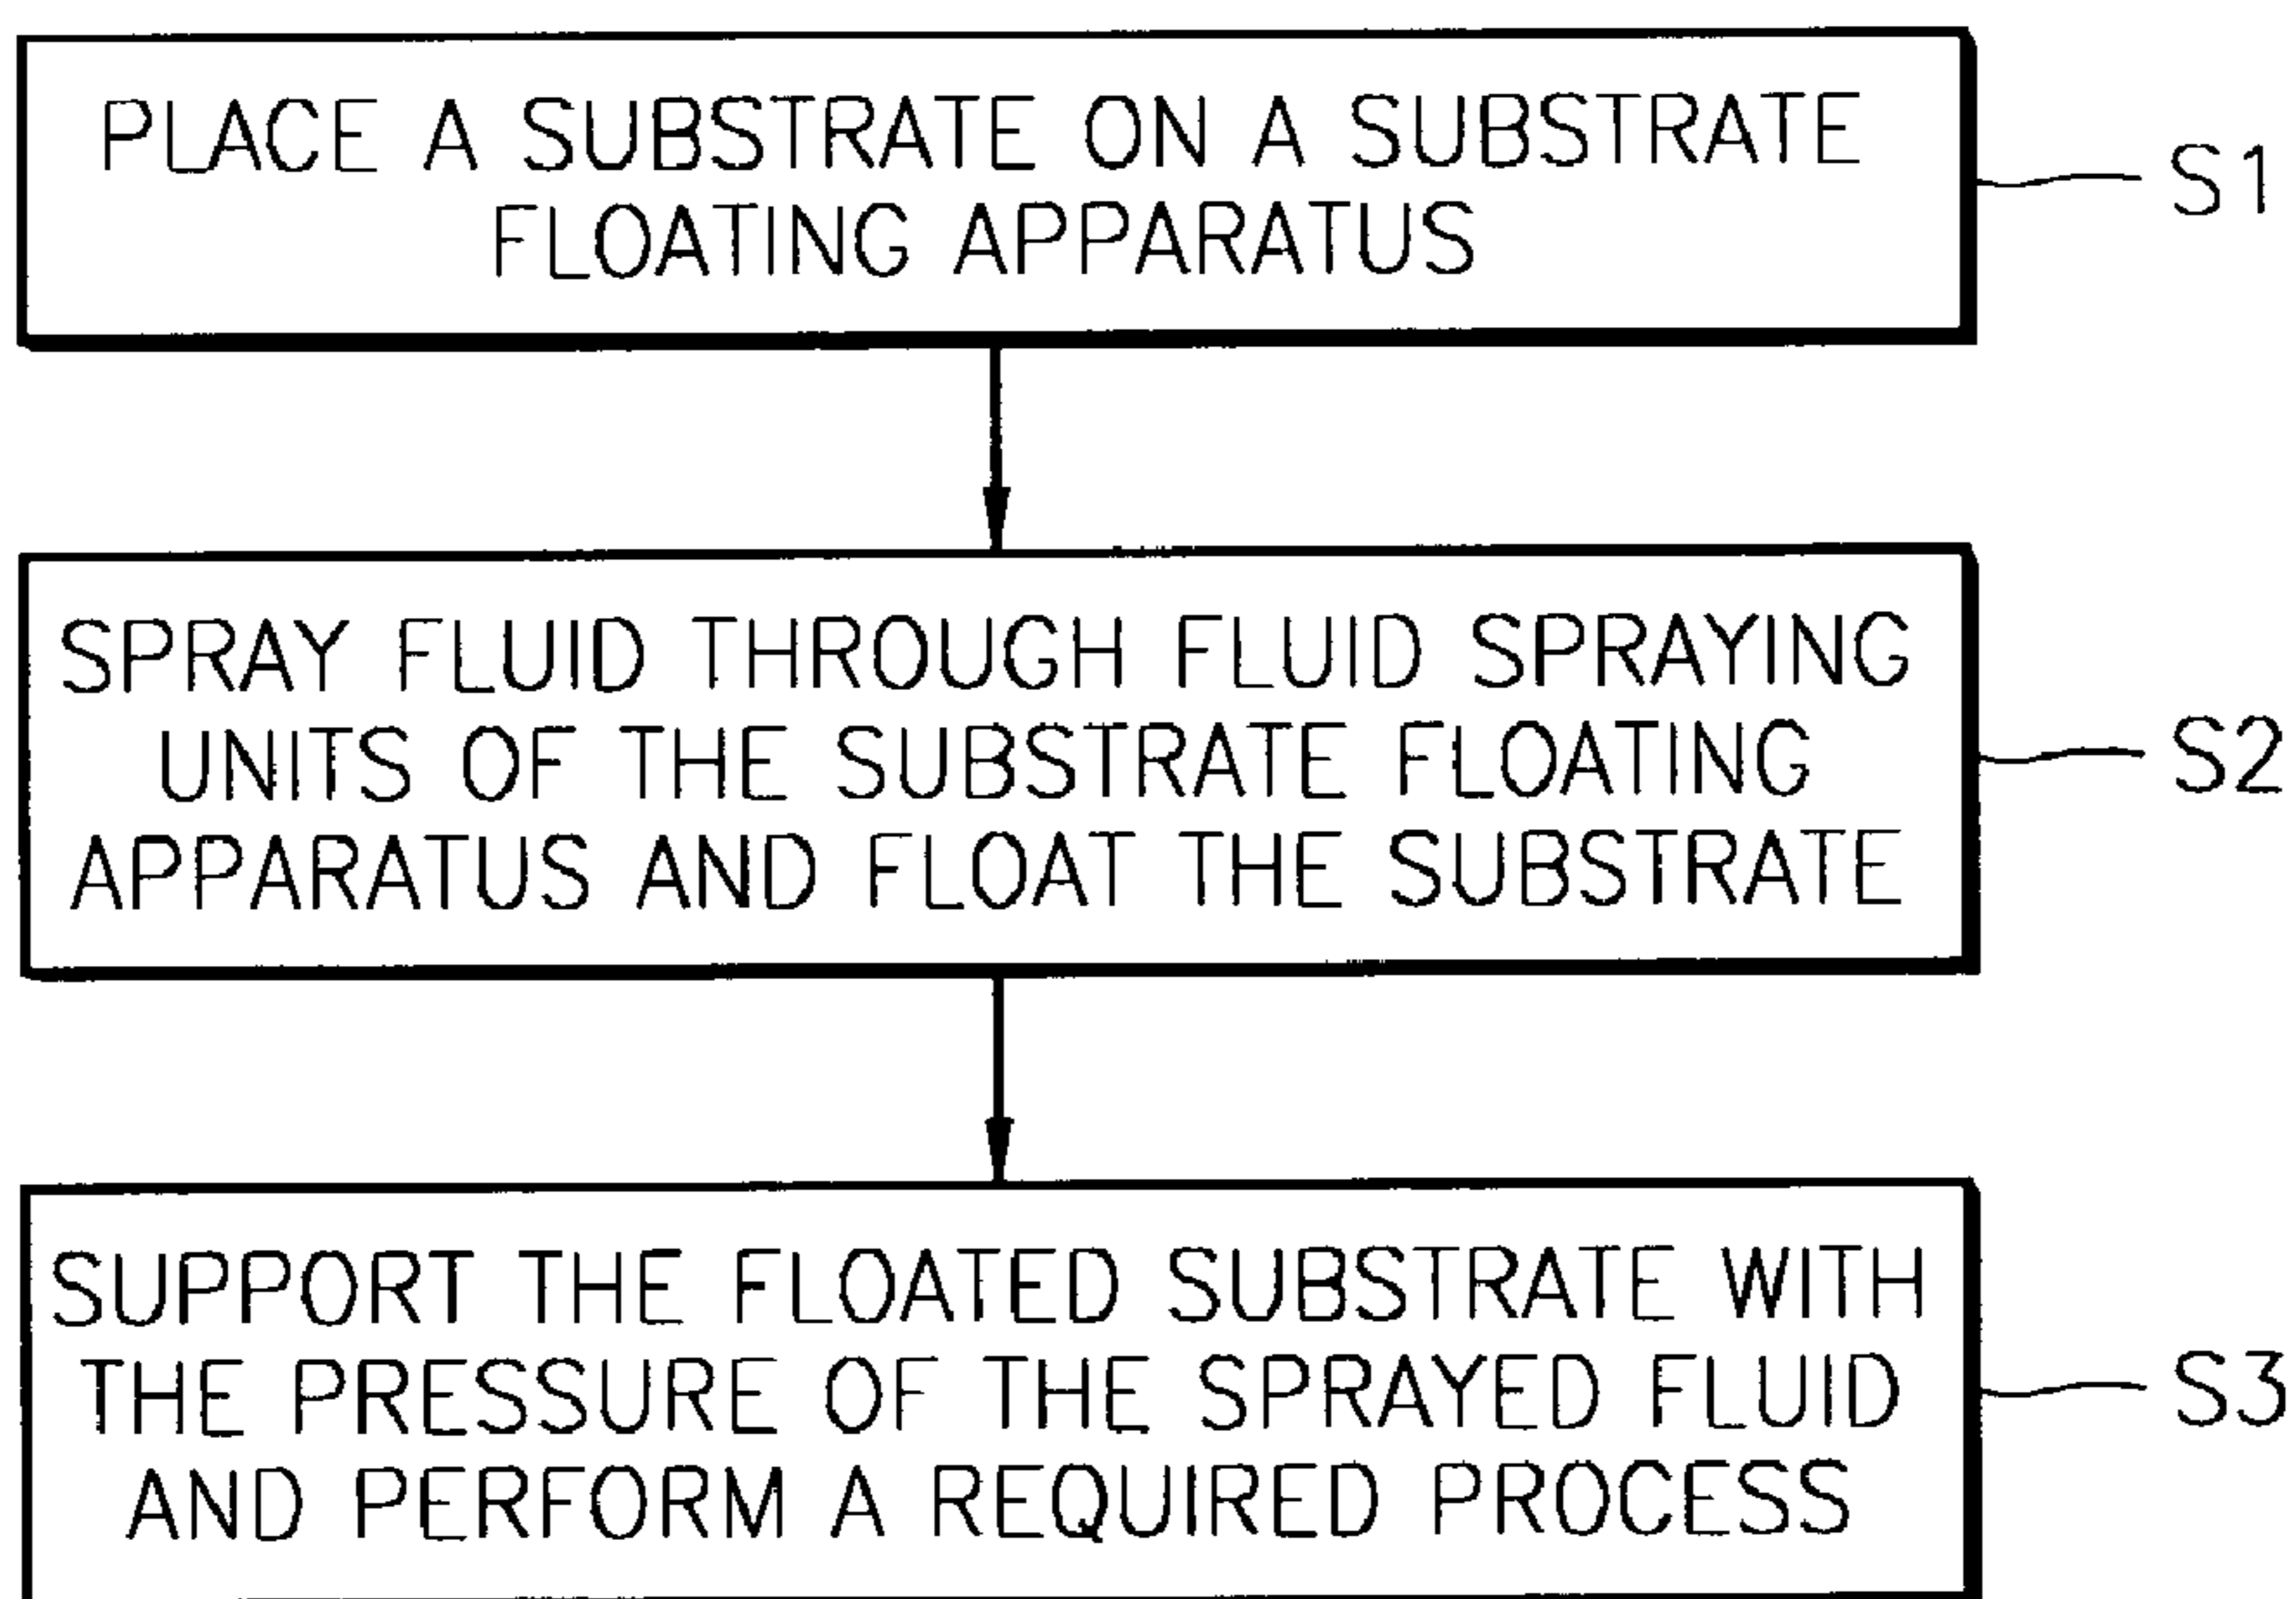 PLACE A SUBSTRATE ON A SUBSTRATE
FLOATING APPARATUS
S1
SPRAY FLUID THROUGH FLUID SPRAYING
UNITS OF THE SUBSTRATE FLOATING
APPARATUS AND FLOAT THE SUBSTRATE
S2
SUPPORT THE FLOATED SUBSTRATE WITH
THE PRESSURE OF THE SPRAYED FLUID
AND PERFORM A REQUIRED PROCESS
S3